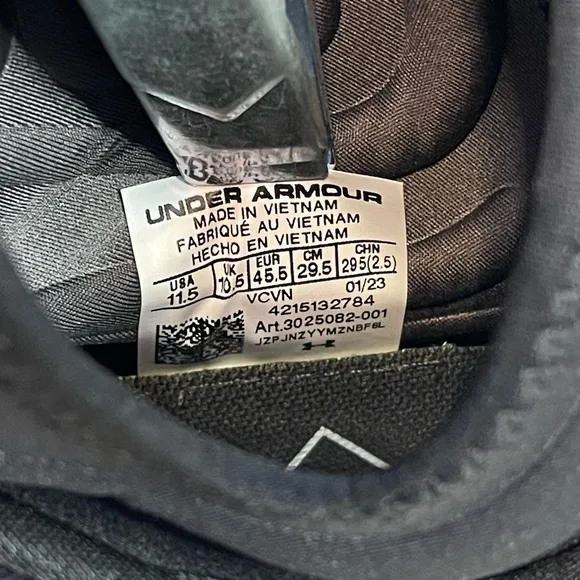 UNDER ARMOUR
MADE IN VIETNAM
FABRIQUÉ AU VIETNAM
HECHO EN VIETNAM
USA UK EUR CM CHN
11.5 10.5 45.5 29.5 295(2.5)
VCVN 01/23
4215132784
Art.3025082-001
JZPJNZYYMZNBF6L